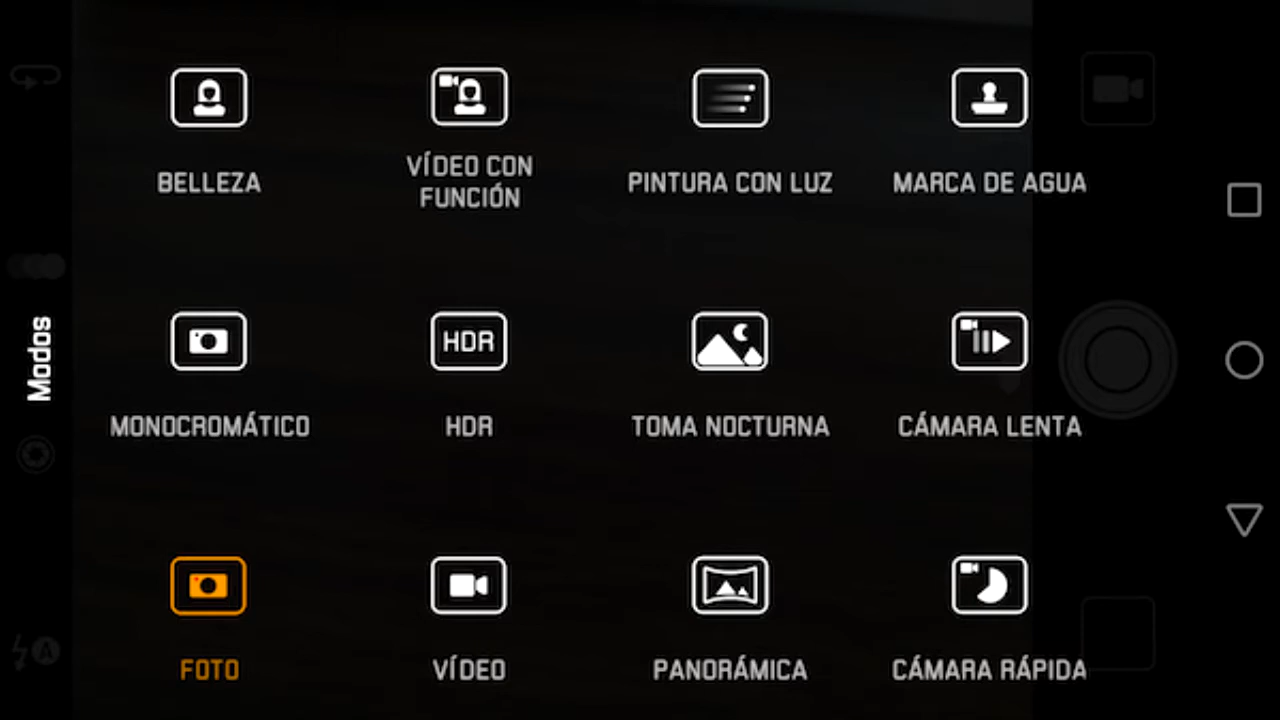 BELLEZA
VÍDEO CON
FUNCIÓN
PINTURA CON LUZ
MARCA DE AGUA
Modos
MONOCROMÁTICO
HDR
HDR
TOMA NOCTURNA
CÁMARA LENTA
A
FOTO
VÍDEO
PANORÁMICA
CÁMARA RÁPIDA